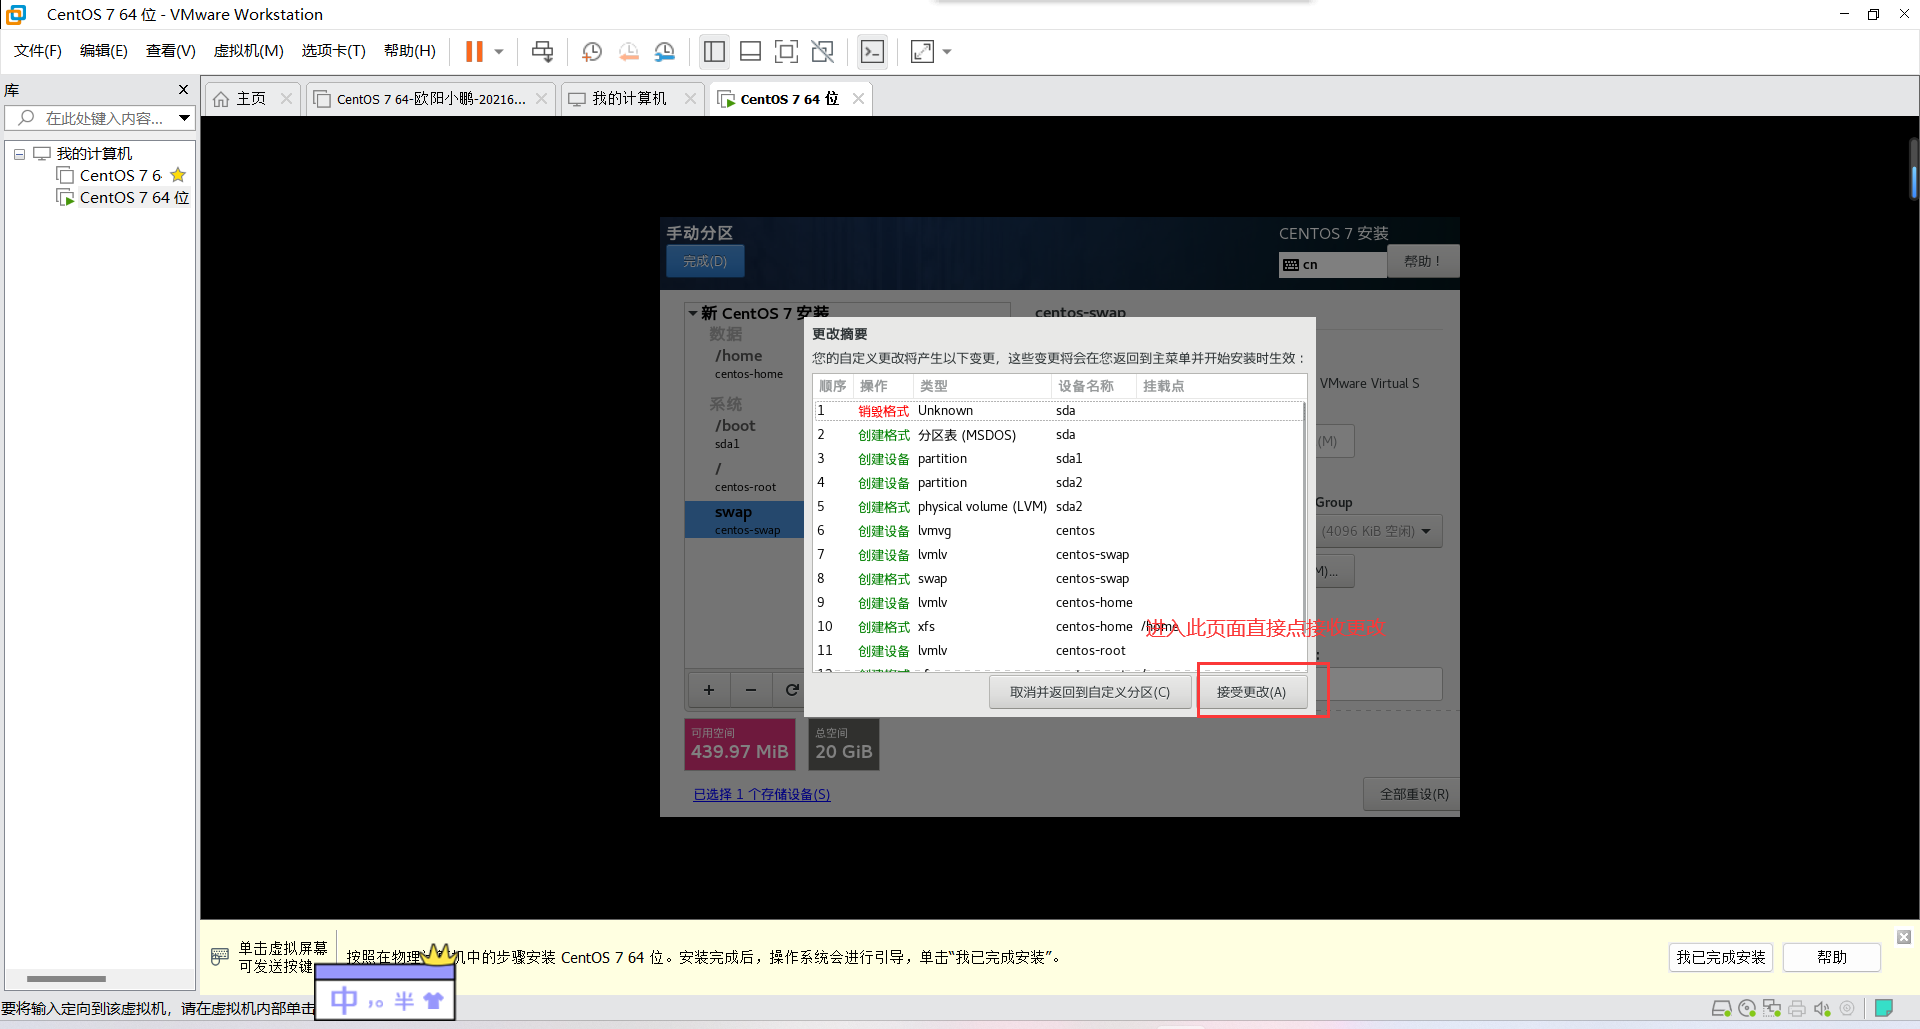 CentOS 7 64 位 - VMware Workstation
文件(F) 编辑(E) 查看(V) 虚拟机(M) 选项卡(T) 帮助(H)
库
在此处键入内容...
我的计算机
CentOS 7 6
CentOS 7 64 位
主页
CentOS 7 64-欧阳小鹏-20216...
我的计算机
CentOS 7 64 位
手动分区
完成(D)
CENTOS 7 安装
cn
帮助！
新 CentOS 7 安装
数据
/home
centos-home
系统
/boot
sda1
/
centos-root
swap
centos-swap
centos-swap
VMware Virtual S
(M)
Group
(4096 KiB 空闲)
M)...
:
更改摘要
您的自定义更改将产生以下变更，这些变更将会在您返回到主菜单并开始安装时生效：
顺序 操作 类型 设备名称 挂载点
1 销毁格式 Unknown sda
2 创建格式 分区表 (MSDOS) sda
3 创建设备 partition sda1
4 创建设备 partition sda2
5 创建格式 physical volume (LVM) sda2
6 创建设备 lvmvg centos
7 创建设备 lvmlv centos-swap
8 创建格式 swap centos-swap
9 创建设备 lvmlv centos-home
10 创建格式 xfs centos-home /home
11 创建设备 lvmlv centos-root
进入此页面直接点接收更改
取消并返回到自定义分区(C)
接受更改(A)
+ −
可用空间
439.97 MiB
总空间
20 GiB
已选择 1 个存储设备(S)
全部重设(R)
单击虚拟屏幕
可发送按键
按照在物理计算机中的步骤安装 CentOS 7 64 位。安装完成后，操作系统会进行引导，单击“我已完成安装”。
我已完成安装
帮助
要将输入定向到该虚拟机，请在虚拟机内部单击
中 ，。 半